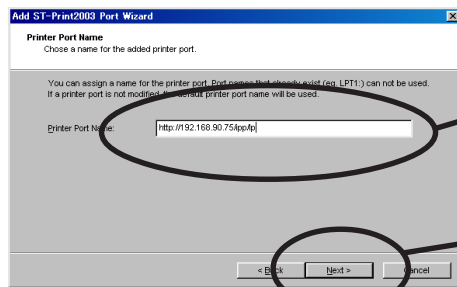 Add ST-Print2003 Port Wizard
Printer Port Name
Chose a name for the added printer port.
You can assign a name for the printer port. Port names that already exist (eg. LPT1:) can not be used.
If a printer port is not modified, the default printer port name will be used.
Printer Port Name:
http://192.168.90.75/ipp/lp
< Back
Next >
Cancel